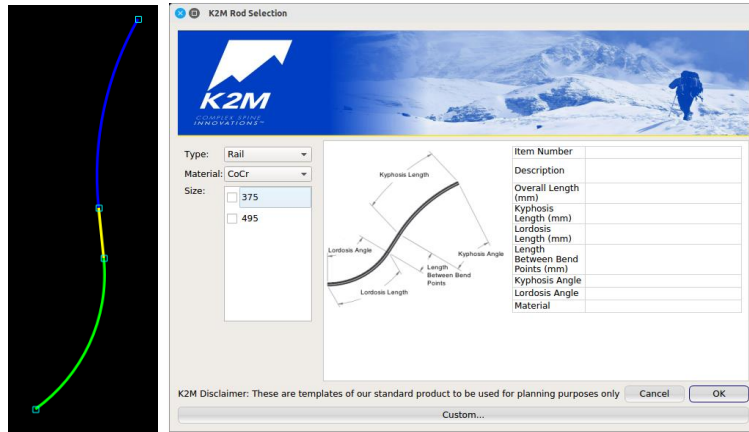 K2M Rod Selection
K2M
COMPLEX SPINE
INNOVATIONS™
Type: Rail
Material: CoCr
Size:
375
495
Kyphosis Length
Lordosis Angle
Kyphosis Angle
Length
Between Bend
Points
Lordosis Length
Item Number
Description
Overall Length
(mm)
Kyphosis
Length (mm)
Lordosis
Length (mm)
Length
Between Bend
Points (mm)
Kyphosis Angle
Lordosis Angle
Material
K2M Disclaimer: These are templates of our standard product to be used for planning purposes only
Cancel
OK
Custom...